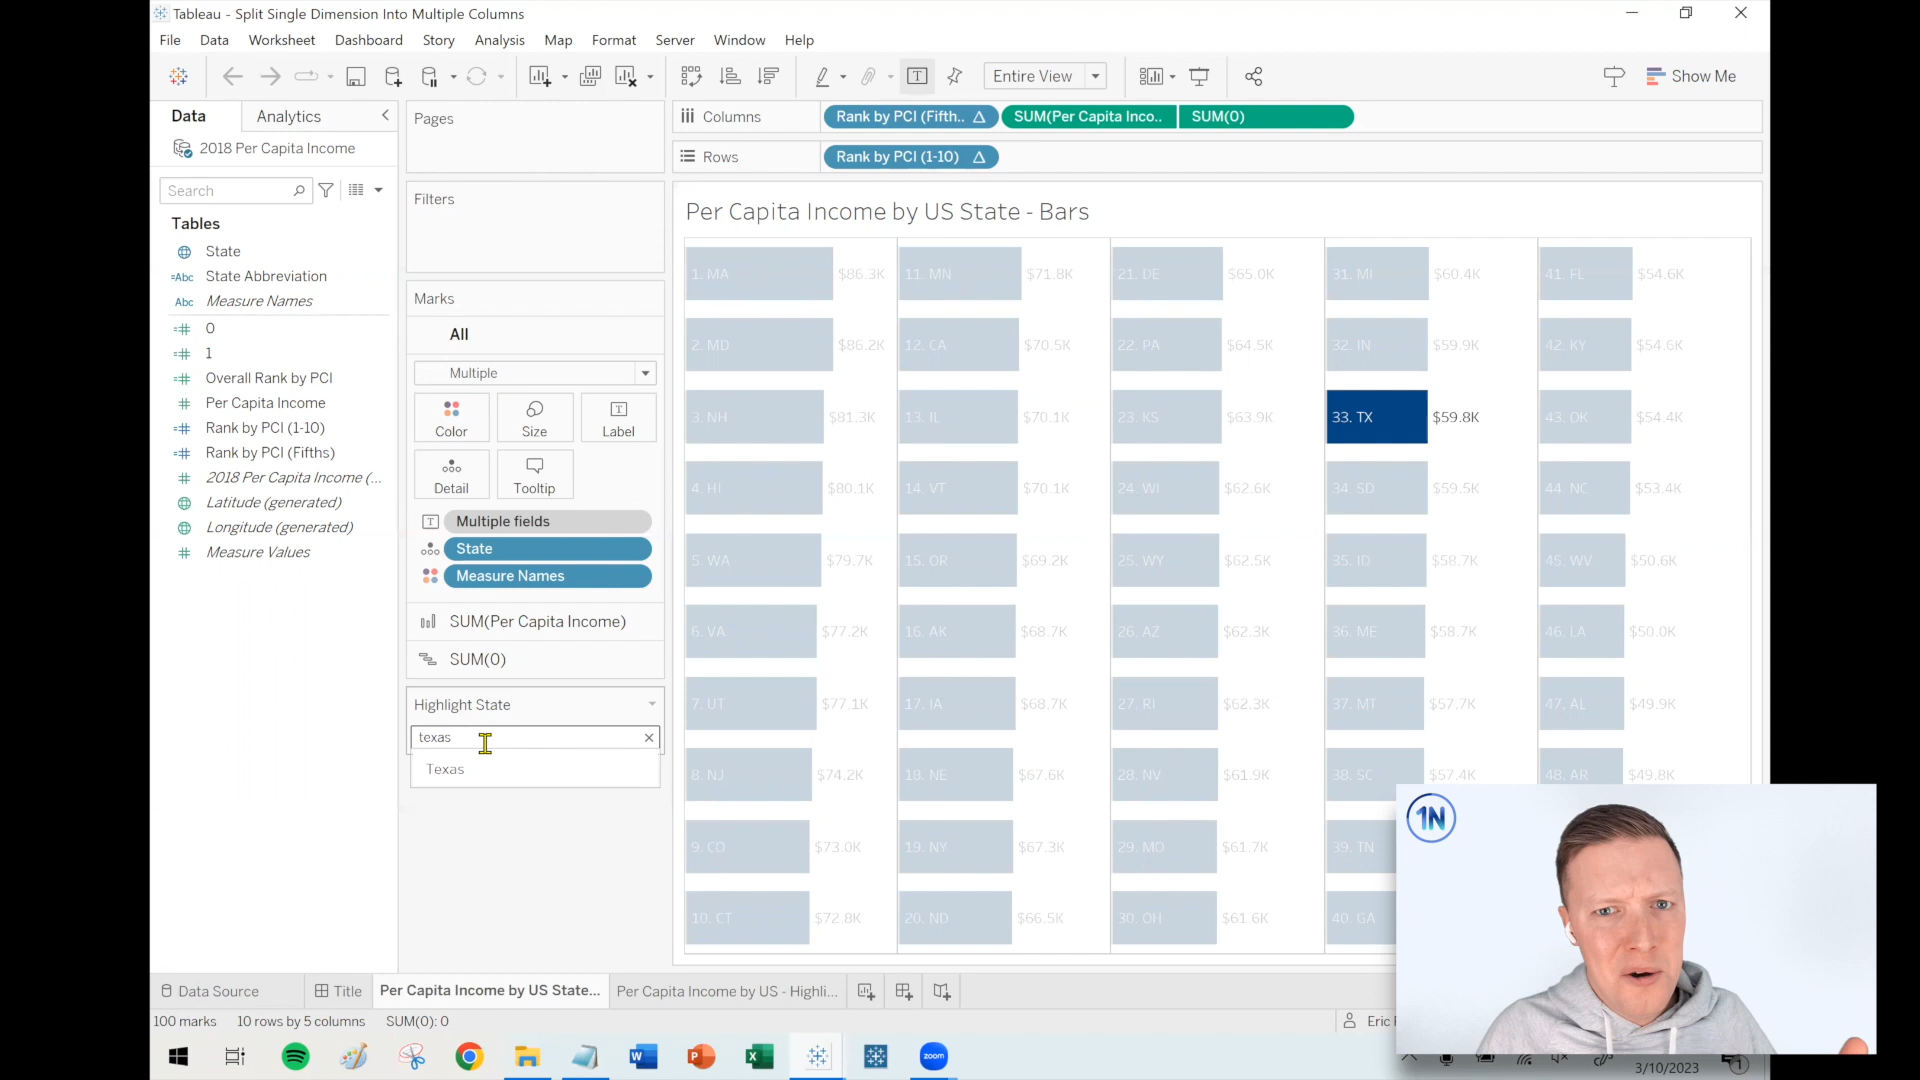 Tableau - Split Single Dimension Into Multiple Columns
File Data Worksheet Dashboard Story Analysis Map Format Server Window Help
Entire View
Show Me
Data Analytics
2018 Per Capita Income
Search
Tables
State
Abc State Abbreviation
Abc Measure Names
0
1
Overall Rank by PCI
Per Capita Income
Rank by PCI (1-10)
Rank by PCI (Fifths)
2018 Per Capita Income (...
Latitude (generated)
Longitude (generated)
Measure Values
Pages
Filters
Marks
All
Multiple
Color Size Label
Detail Tooltip
Multiple fields
State
Measure Names
SUM(Per Capita Income)
SUM(0)
Highlight State
texas
Texas
Columns Rank by PCI (Fifth.. SUM(Per Capita Inco.. SUM(0)
Rows Rank by PCI (1-10)
Per Capita Income by US State - Bars
1. MA $86.3K 11. MN $71.8K 21. DE $65.0K 31. MI $60.4K 41. FL $54.6K
2. MD $86.2K 12. CA $70.5K 22. PA $64.5K 32. IN $59.9K 42. KY $54.6K
3. NH $81.3K 13. IL $70.1K 23. KS $63.9K 33. TX $59.8K 43. OK $54.4K
4. HI $80.1K 14. VT $70.1K 24. WI $62.6K 34. SD $59.5K 44. NC $53.4K
5. WA $79.7K 15. OR $69.2K 25. WY $62.5K 35. ID $58.7K 45. WV $50.6K
6. VA $77.2K 16. AK $68.7K 26. AZ $62.3K 36. ME $58.7K 46. LA $50.0K
7. UT $77.1K 17. IA $68.7K 27. RI $62.3K 37. MT $57.7K 47. AL $49.9K
8. NJ $74.2K 18. NE $67.6K 28. NV $61.9K 38. SC $57.4K 48. AR $49.8K
9. CO $73.0K 19. NY $67.3K 29. MO $61.7K 39. TN
10. CT $72.8K 20. ND $66.5K 30. OH $61.6K 40. GA
1N
Data Source Title Per Capita Income by US State... Per Capita Income by US - Highli...
100 marks 10 rows by 5 columns SUM(0): 0
Eric
zoom
3/10/2023
1